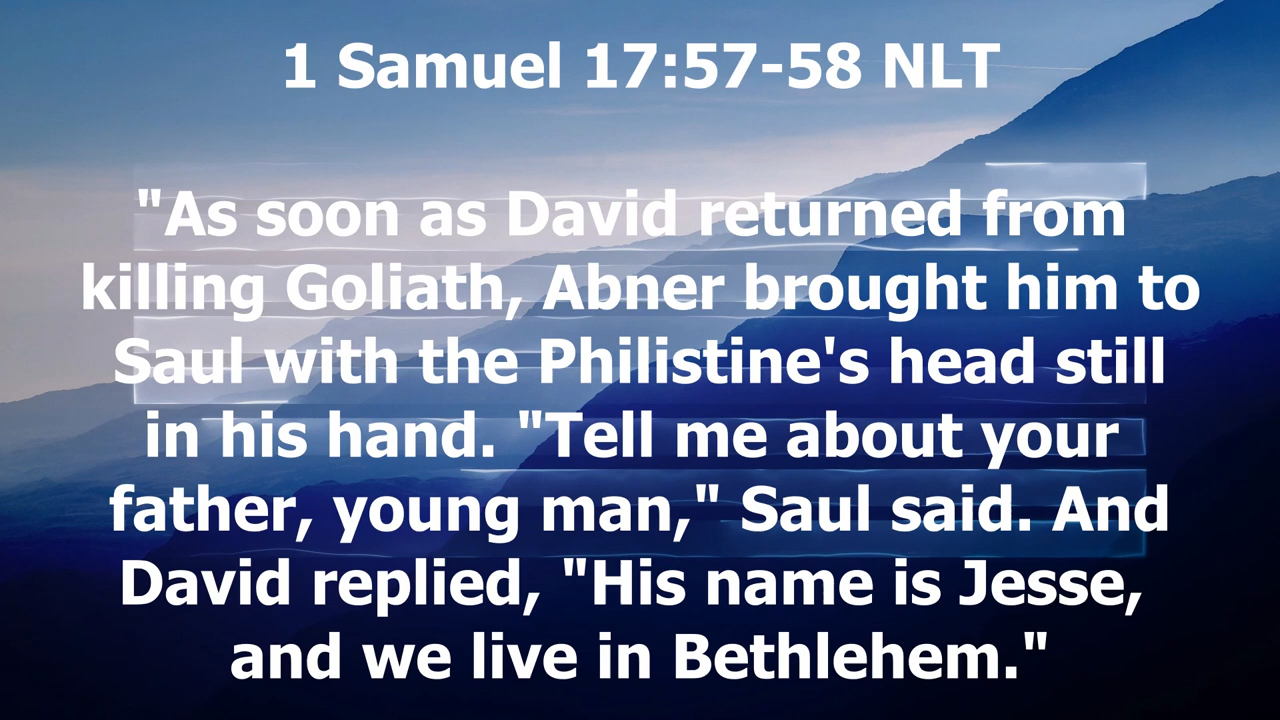 1 Samuel 17:57-58 NLT
"As soon as David returned from
killing Goliath, Abner brought him to
Saul with the Philistine's head still
in his hand. "Tell me about your
father, young man," Saul said. And
David replied, "His name is Jesse,
and we live in Bethlehem."